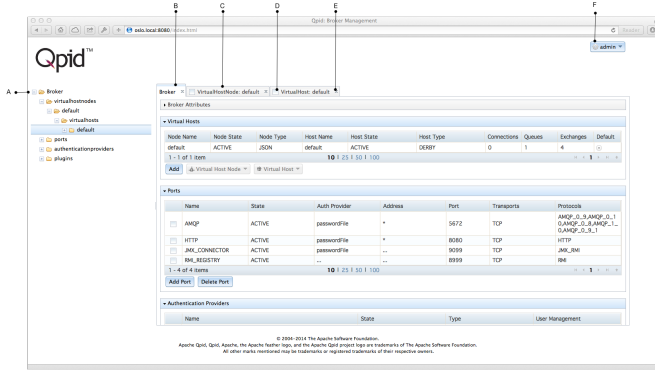 B
C
D
E
F
Qpid: Broker Management
oslo.local:8080/index.html
Search
Qpid™
admin
A
Broker
virtualhostnodes
default
virtualhosts
default
ports
authenticationproviders
plugins
Broker
VirtualHostNode: default
VirtualHost: default
Broker Attributes
Virtual Hosts
Node Name Node State Node Type Host Name Host State Host Type Connections Queues Exchanges Default
default ACTIVE JSON default ACTIVE DERBY 0 1 4
1 - 1 of 1 item 10 | 25 | 50 | 100 1
Add Virtual Host Node Virtual Host
Ports
Name State Auth Provider Address Port Transports Protocols
AMQP ACTIVE passwordFile * 5672 TCP AMQP_0_9,AMQP_0_1
0,AMQP_0_8,AMQP_1_
0,AMQP_0_9_1
HTTP ACTIVE passwordFile * 8080 TCP HTTP
JMX_CONNECTOR ACTIVE passwordFile ... 9099 TCP JMX_RMI
RMI_REGISTRY ACTIVE ... ... 8999 TCP RMI
1 - 4 of 4 items 10 | 25 | 50 | 100 1
Add Port Delete Port
Authentication Providers
Name State Type User Management
© 2004-2014 The Apache Software Foundation.
Apache Qpid, Qpid, Apache, the Apache feather logo, and the Apache Qpid project logo are trademarks of The Apache Software Foundation.
All other marks mentioned may be trademarks or registered trademarks of their respective owners.